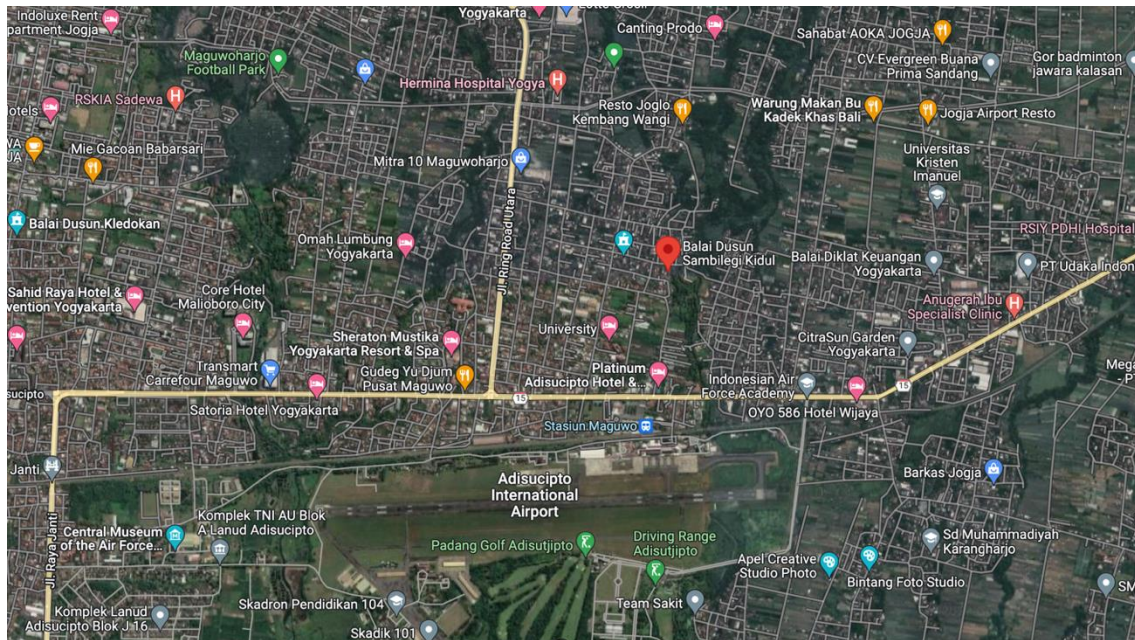 Indoluxe Rent
partment Jogja
Yogyakarta
Canting Prodo
Sahabat AOKA JOGJA
Maguwoharjo
Football Park
CV Evergreen Buana
Prima Sandang
Gor badminton
jawara kalasan
Hermina Hospital Yogya
RSKIA Sadewa
Resto Joglo
Kembang Wangi
Warung Makan Bu
Kadek Khas Bali
Jogja Airport Resto
Mie Gacoan Babarsari
Mitra 10 Maguwoharjo
Universitas
Kristen
Imanuel
Balai Dusun Kledokan
Jl. Ring Road Utara
Omah Lumbung
Yogyakarta
Balai Dusun
Sambilegi Kidul
Balai Diklat Keuangan
Yogyakarta
RSIY PDHI Hospital
PT Udaka Indon
Sahid Raya Hotel &
vention Yogyakarta
Core Hotel
Malioboro City
Anugerah Ibu
Specialist Clinic
Sheraton Mustika
Yogyakarta Resort & Spa
University
CitraSun Garden
Yogyakarta
Transmart
Carrefour Maguwo
Gudeg Yu Djum
Pusat Maguwo
Platinum
Adisucipto Hotel &...
Indonesian Air
Force Academy
15
15
sucipto
Satoria Hotel Yogyakarta
OYO 586 Hotel Wijaya
Stasiun Maguwo
Janti
Adisucipto
International
Airport
Barkas Jogja
Komplek TNI AU Blok
A Lanud Adisucipto
Central Museum
of the Air Force...
Jl. Raya Janti
Padang Golf Adisutjipto
Driving Range
Adisutjipto
Sd Muhammadiyah
Karangharjo
Apel Creative
Studio Photo
Bintang Foto Studio
SM
Skadron Pendidikan 104
Team Sakit
Komplek Lanud
Adisucipto Blok J 16
Skadik 101